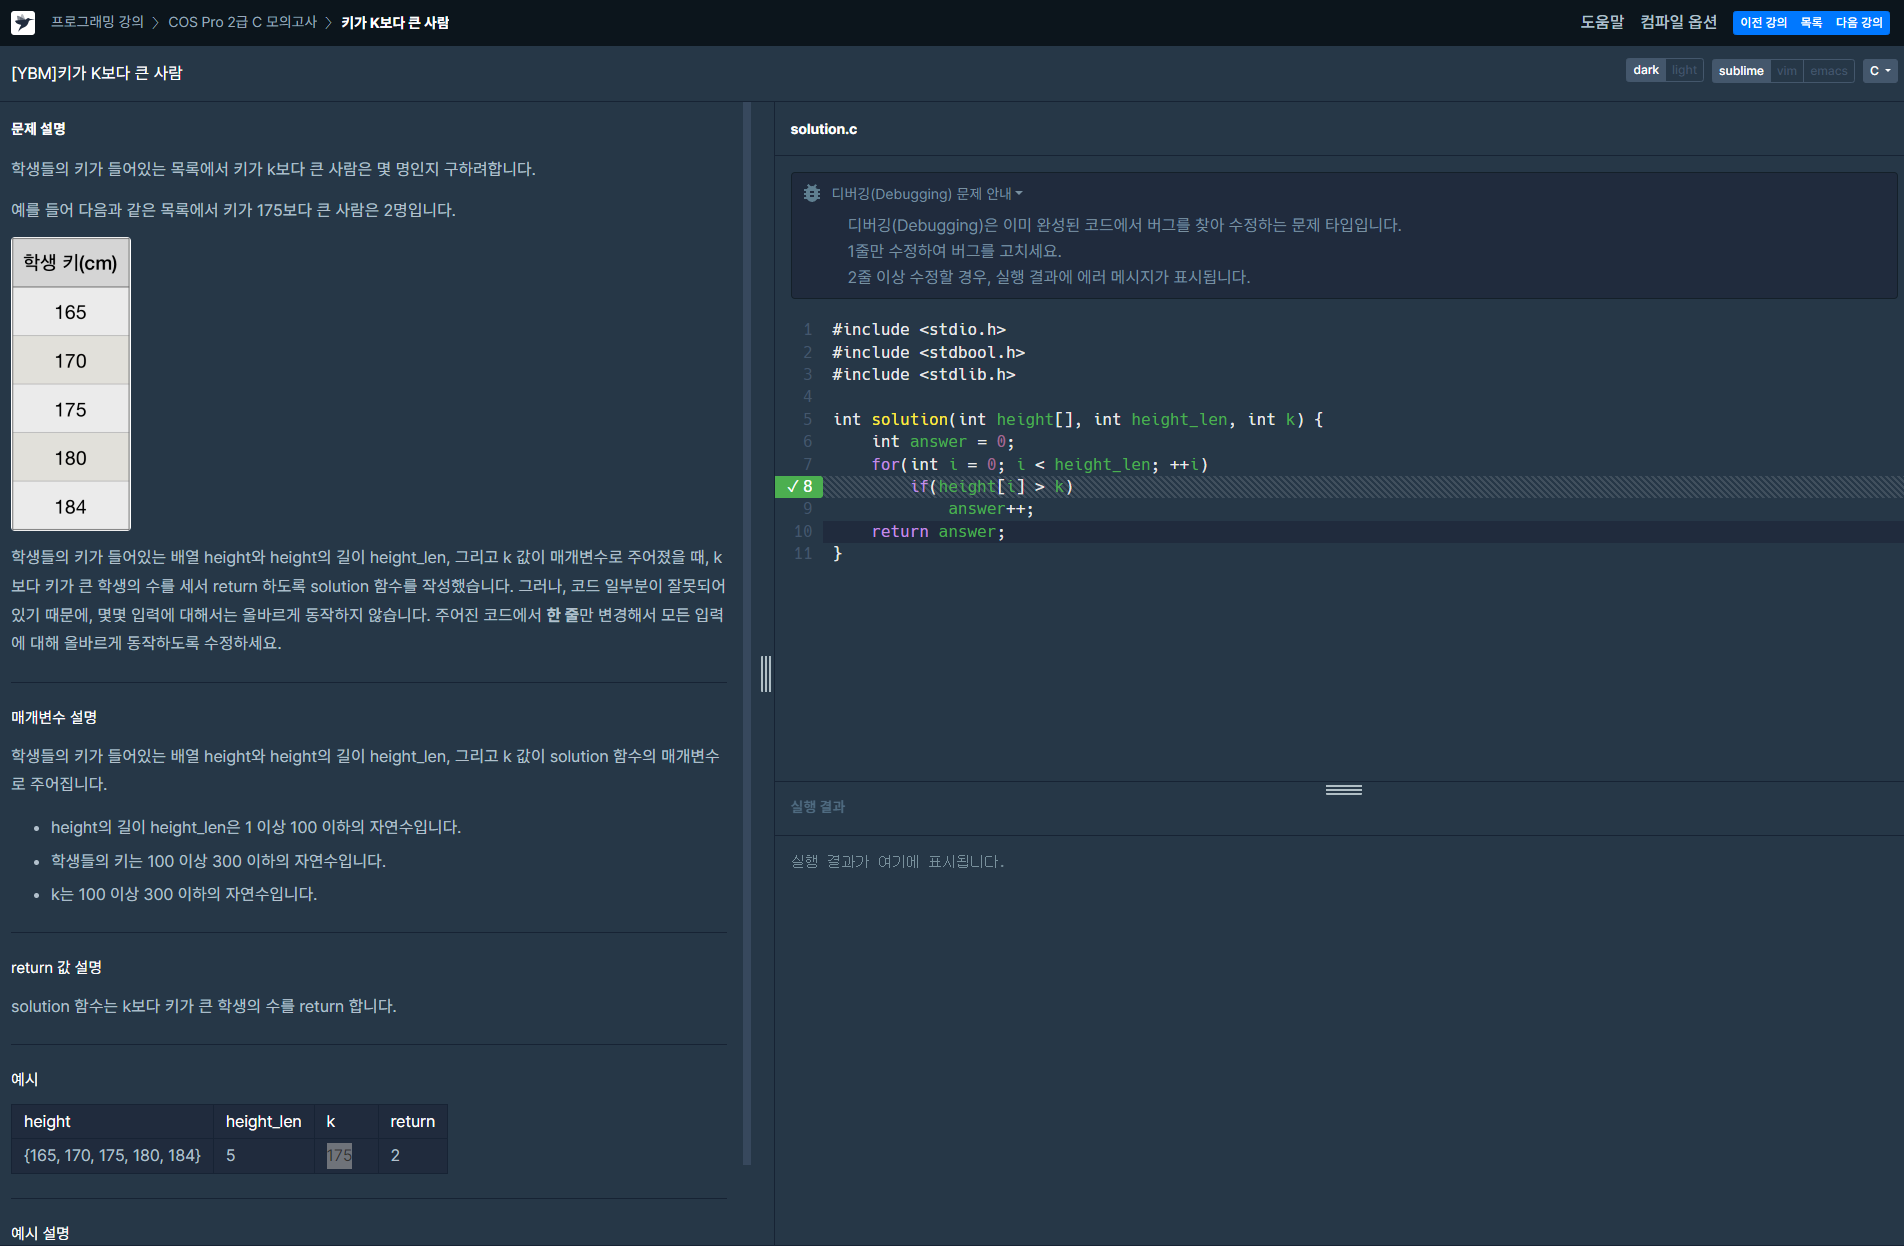 프로그래밍 강의 > COS Pro 2급 C 모의고사 > 키가 K보다 큰 사람
도움말 컴파일 옵션 이전 강의 목록 다음 강의
[YBM]키가 K보다 큰 사람
dark light sublime vim emacs C
문제 설명
학생들의 키가 들어있는 목록에서 키가 k보다 큰 사람은 몇 명인지 구하려합니다.
예를 들어 다음과 같은 목록에서 키가 175보다 큰 사람은 2명입니다.
학생 키(cm)
165
170
175
180
184
학생들의 키가 들어있는 배열 height와 height의 길이 height_len, 그리고 k 값이 매개변수로 주어졌을 때, k
보다 키가 큰 학생의 수를 세서 return 하도록 solution 함수를 작성했습니다. 그러나, 코드 일부분이 잘못되어
있기 때문에, 몇몇 입력에 대해서는 올바르게 동작하지 않습니다. 주어진 코드에서 한 줄만 변경해서 모든 입력
에 대해 올바르게 동작하도록 수정하세요.
매개변수 설명
학생들의 키가 들어있는 배열 height와 height의 길이 height_len, 그리고 k 값이 solution 함수의 매개변수
로 주어집니다.
• height의 길이 height_len은 1 이상 100 이하의 자연수입니다.
• 학생들의 키는 100 이상 300 이하의 자연수입니다.
• k는 100 이상 300 이하의 자연수입니다.
return 값 설명
solution 함수는 k보다 키가 큰 학생의 수를 return 합니다.
예시
height height_len k return
{165, 170, 175, 180, 184} 5 175 2
예시 설명
solution.c
디버깅(Debugging) 문제 안내
디버깅(Debugging)은 이미 완성된 코드에서 버그를 찾아 수정하는 문제 타입입니다.
1줄만 수정하여 버그를 고치세요.
2줄 이상 수정할 경우, 실행 결과에 에러 메시지가 표시됩니다.
1 #include <stdio.h>
2 #include <stdbool.h>
3 #include <stdlib.h>
4
5 int solution(int height[], int height_len, int k) {
6     int answer = 0;
7     for(int i = 0; i < height_len; ++i)
✓ 8         if(height[i] > k)
9             answer++;
10     return answer;
11 }
실행 결과
실행 결과가 여기에 표시됩니다.